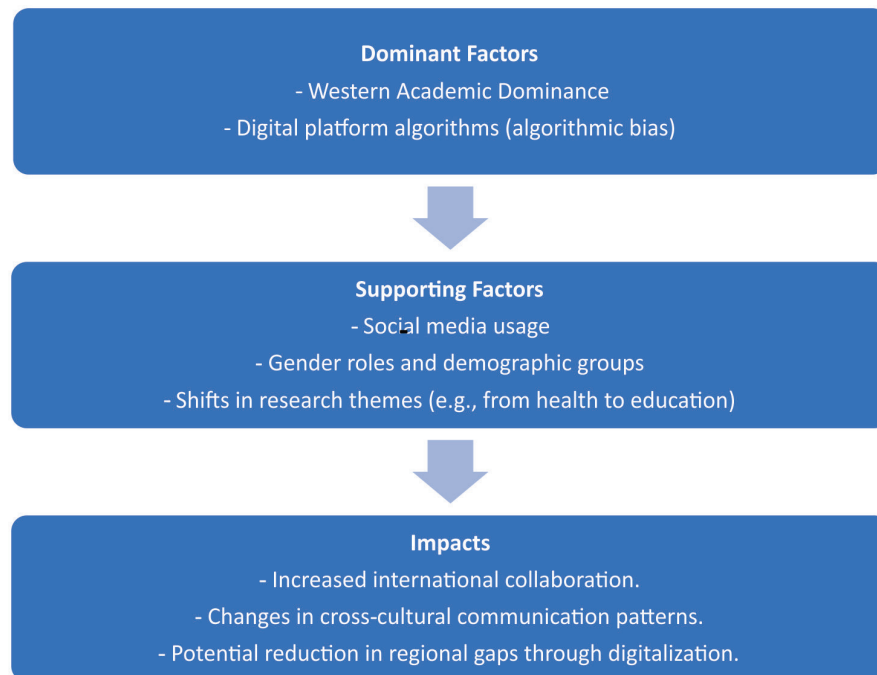 Dominant Factors
- Western Academic Dominance
- Digital platform algorithms (algorithmic bias)
Supporting Factors
- Social media usage
- Gender roles and demographic groups
- Shifts in research themes (e.g., from health to education)
Impacts
- Increased international collaboration.
- Changes in cross-cultural communication patterns.
- Potential reduction in regional gaps through digitalization.